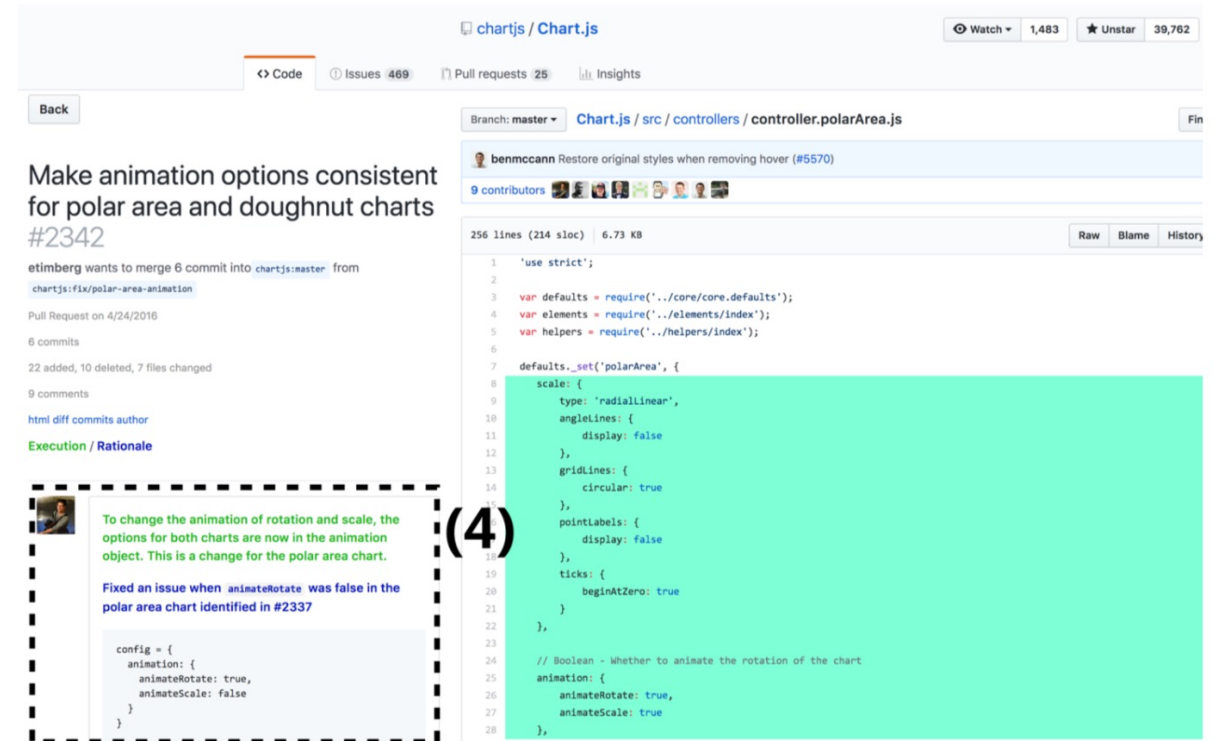 chartjs / Chart.js
Watch 1,483 Unstar 39,762
<> Code Issues 469 Pull requests 25 Insights
Back
Make animation options consistent
for polar area and doughnut charts
#2342
etimberg wants to merge 6 commit into chartjs:master from
chartjs:fix/polar-area-animation
Pull Request on 4/24/2016
6 commits
22 added, 10 deleted, 7 files changed
9 comments
html diff commits author
Execution / Rationale
To change the animation of rotation and scale, the
options for both charts are now in the animation
object. This is a change for the polar area chart.
Fixed an issue when animateRotate was false in the
polar area chart identified in #2337
config = {
animation: {
animateRotate: true,
animateScale: false
}
}
(4)
Branch: master Chart.js / src / controllers / controller.polarArea.js Fin
benmccann Restore original styles when removing hover (#5570)
9 contributors
256 lines (214 sloc) 6.73 KB Raw Blame History
1 'use strict';
2
3 var defaults = require('../core/core.defaults');
4 var elements = require('../elements/index');
5 var helpers = require('../helpers/index');
6
7 defaults._set('polarArea', {
8 scale: {
9 type: 'radialLinear',
10 angleLines: {
11 display: false
12 },
13 gridLines: {
14 circular: true
15 },
pointLabels: {
display: false
18 },
19 ticks: {
20 beginAtZero: true
21 }
22 },
23
24 // Boolean - Whether to animate the rotation of the chart
25 animation: {
26 animateRotate: true,
27 animateScale: true
28 },